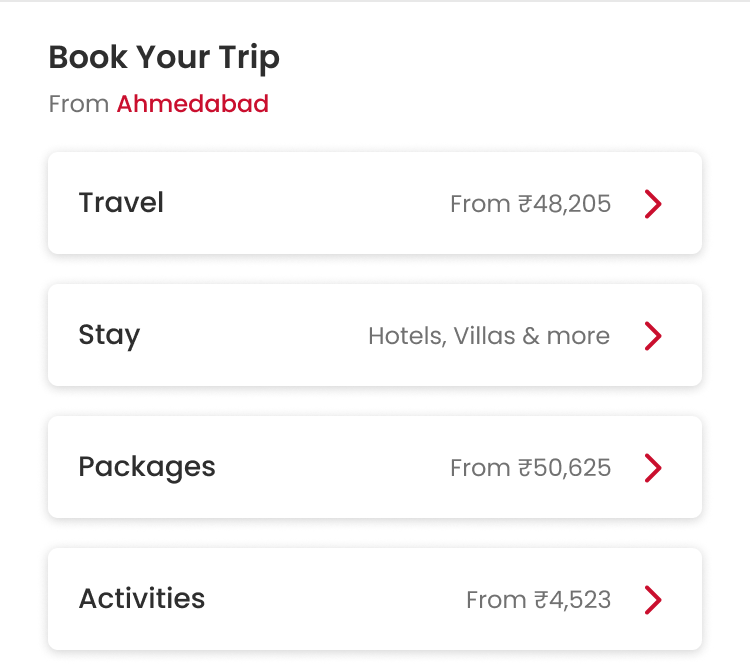 Book Your Trip
From Ahmedabad
Travel From ₹48,205
Stay Hotels, Villas & more
Packages From ₹50,625
Activities From ₹4,523